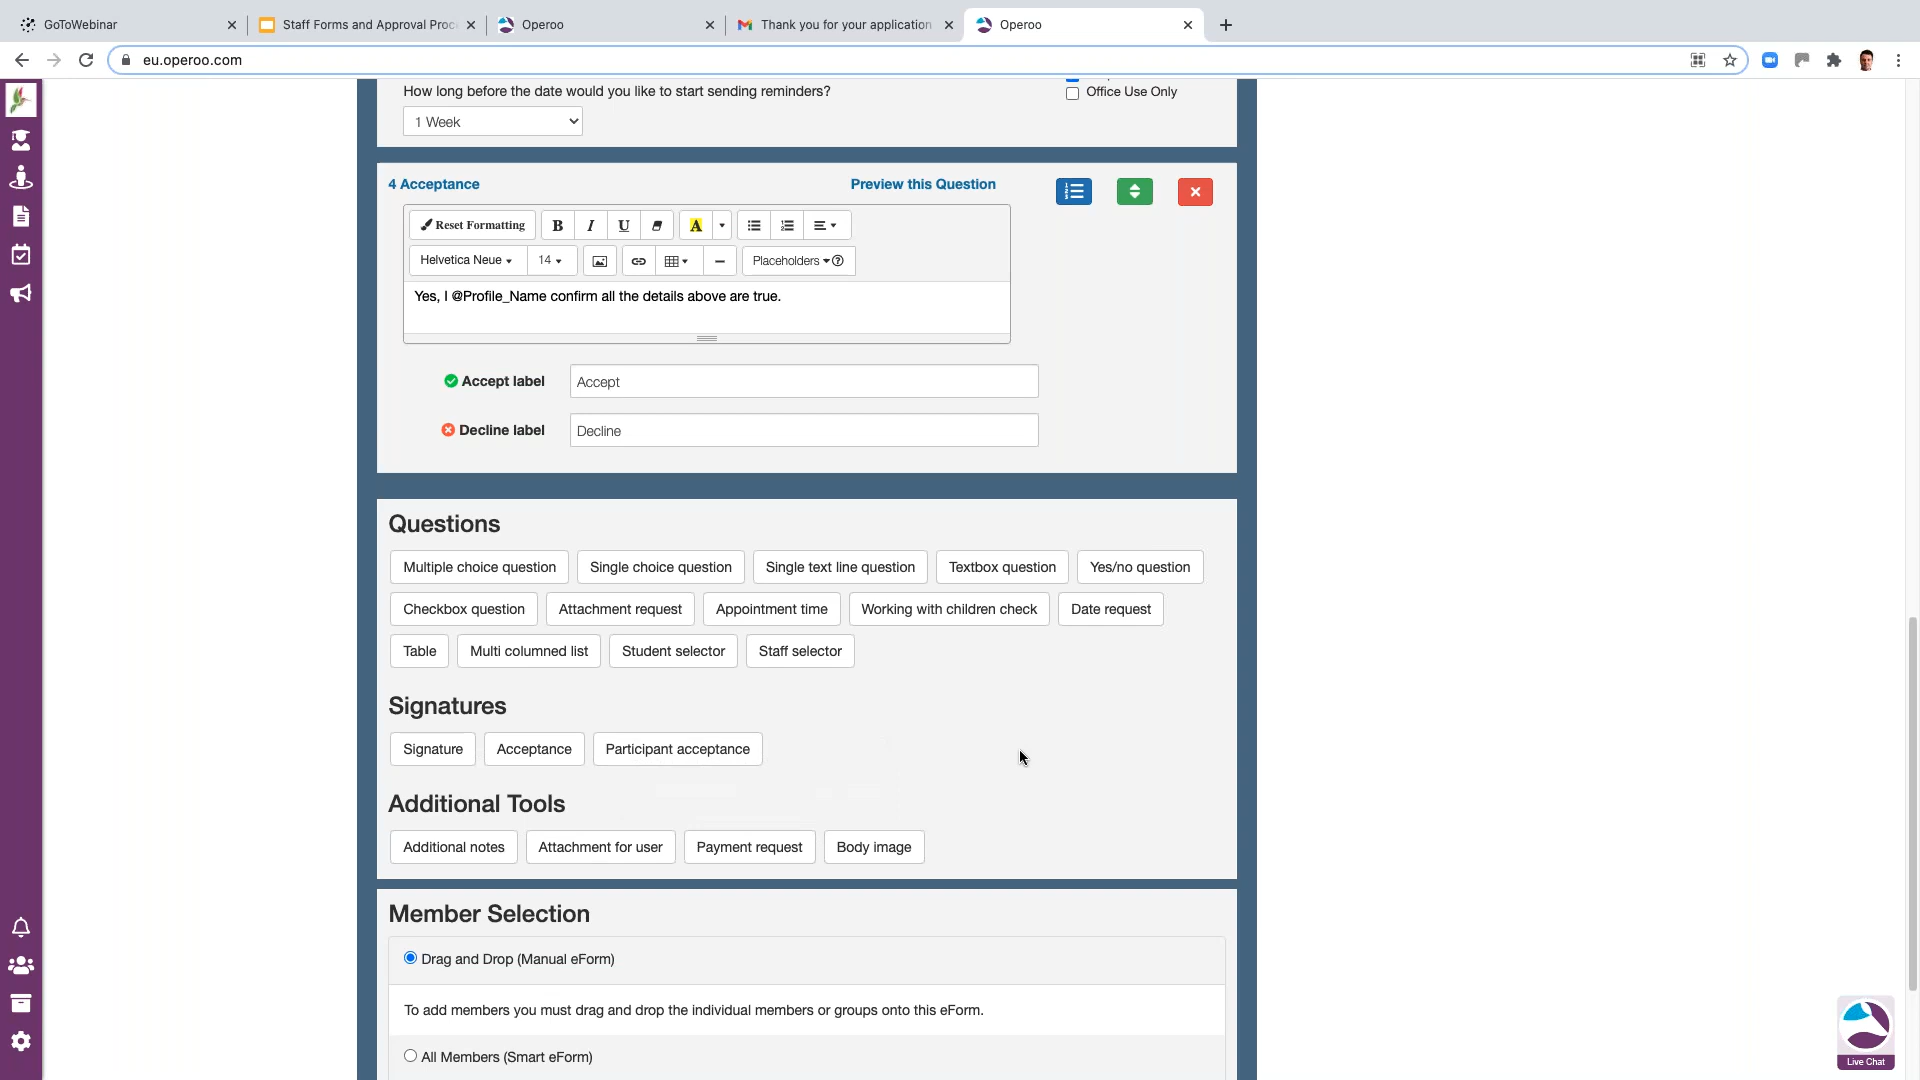 GoToWebinar
Staff Forms and Approval Proc
Operoo
Thank you for your application
Operoo
eu.operoo.com
How long before the date would you like to start sending reminders?
Office Use Only
1 Week
4 Acceptance
Preview this Question
Reset Formatting
B I U A
Helvetica Neue
14
Placeholders
Yes, I @Profile_Name confirm all the details above are true.
Accept label
Accept
Decline label
Decline
Questions
Multiple choice question
Single choice question
Single text line question
Textbox question
Yes/no question
Checkbox question
Attachment request
Appointment time
Working with children check
Date request
Table
Multi columned list
Student selector
Staff selector
Signatures
Signature
Acceptance
Participant acceptance
Additional Tools
Additional notes
Attachment for user
Payment request
Body image
Member Selection
Drag and Drop (Manual eForm)
To add members you must drag and drop the individual members or groups onto this eForm.
All Members (Smart eForm)
Live Chat